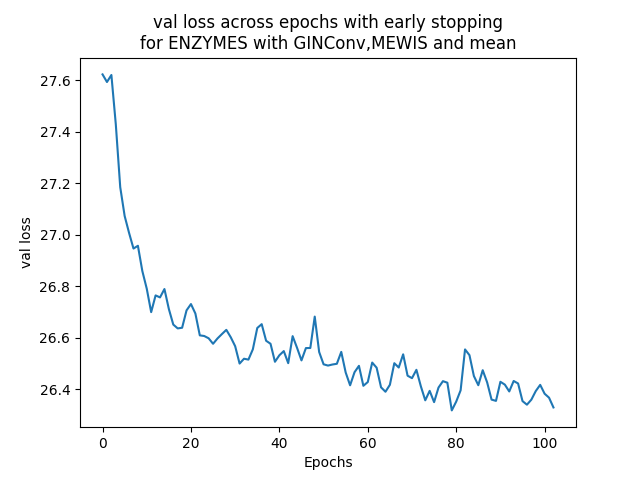 val loss across epochs with early stopping
for ENZYMES with GINConv,MEWIS and mean
27.6
27.4
27.2
27.0
26.8
26.6
26.4
val loss
0 20 40 60 80 100
Epochs